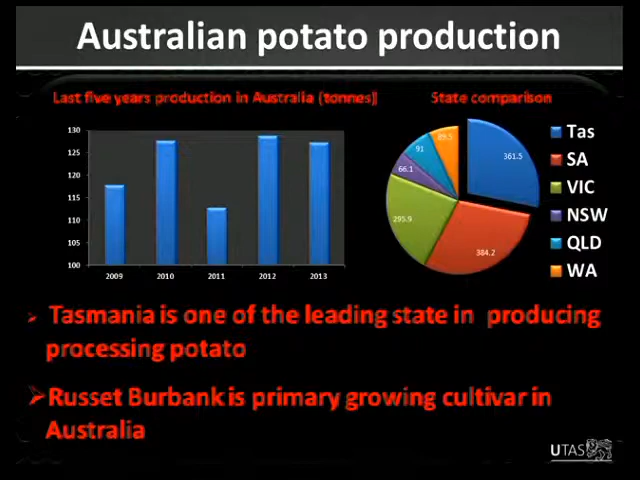 Australian potato production
Last five years production in Australia (tonnes)
State comparison
130
125
120
115
110
105
100
2009 2010 2011 2012 2013
361.5
384.2
295.9
66.1
91
89.5
Tas
SA
VIC
NSW
QLD
WA
Tasmania is one of the leading state in producing
processing potato
Russet Burbank is primary growing cultivar in
Australia
UTAS